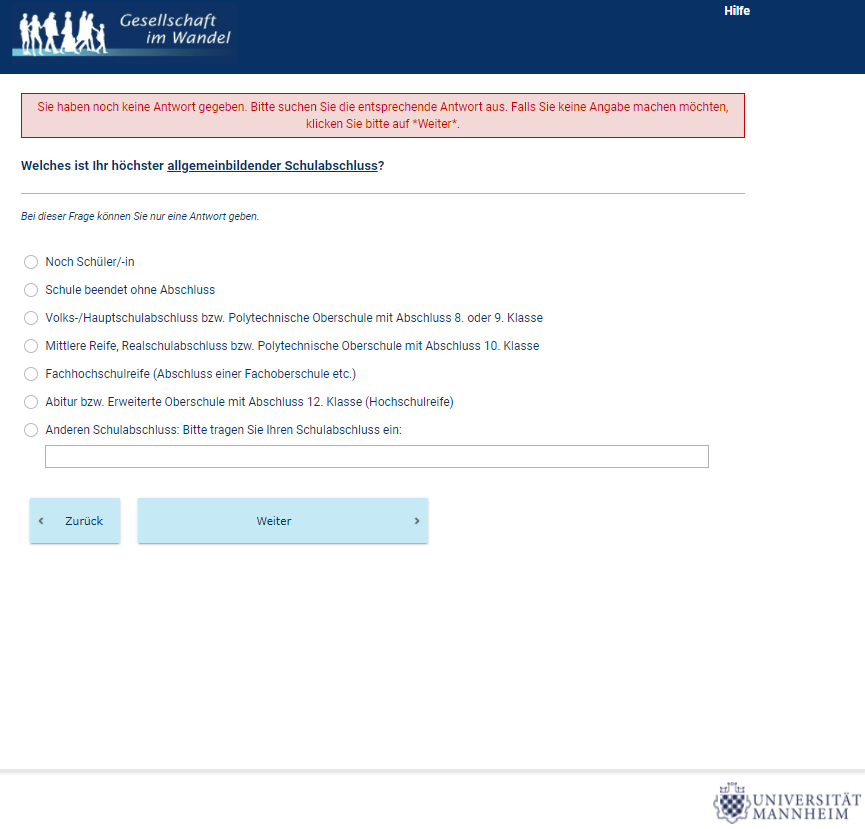 Gesellschaft
im Wandel
Hilfe
Sie haben noch keine Antwort gegeben. Bitte suchen Sie die entsprechende Antwort aus. Falls Sie keine Angabe machen möchten,
klicken Sie bitte auf *Weiter*.
Welches ist Ihr höchster allgemeinbildender Schulabschluss?
Bei dieser Frage können Sie nur eine Antwort geben.
Noch Schüler/-in
Schule beendet ohne Abschluss
Volks-/Hauptschulabschluss bzw. Polytechnische Oberschule mit Abschluss 8. oder 9. Klasse
Mittlere Reife, Realschulabschluss bzw. Polytechnische Oberschule mit Abschluss 10. Klasse
Fachhochschulreife (Abschluss einer Fachoberschule etc.)
Abitur bzw. Erweiterte Oberschule mit Abschluss 12. Klasse (Hochschulreife)
Anderen Schulabschluss: Bitte tragen Sie Ihren Schulabschluss ein:
‹ Zurück
Weiter ›
UNIVERSITÄT
MANNHEIM